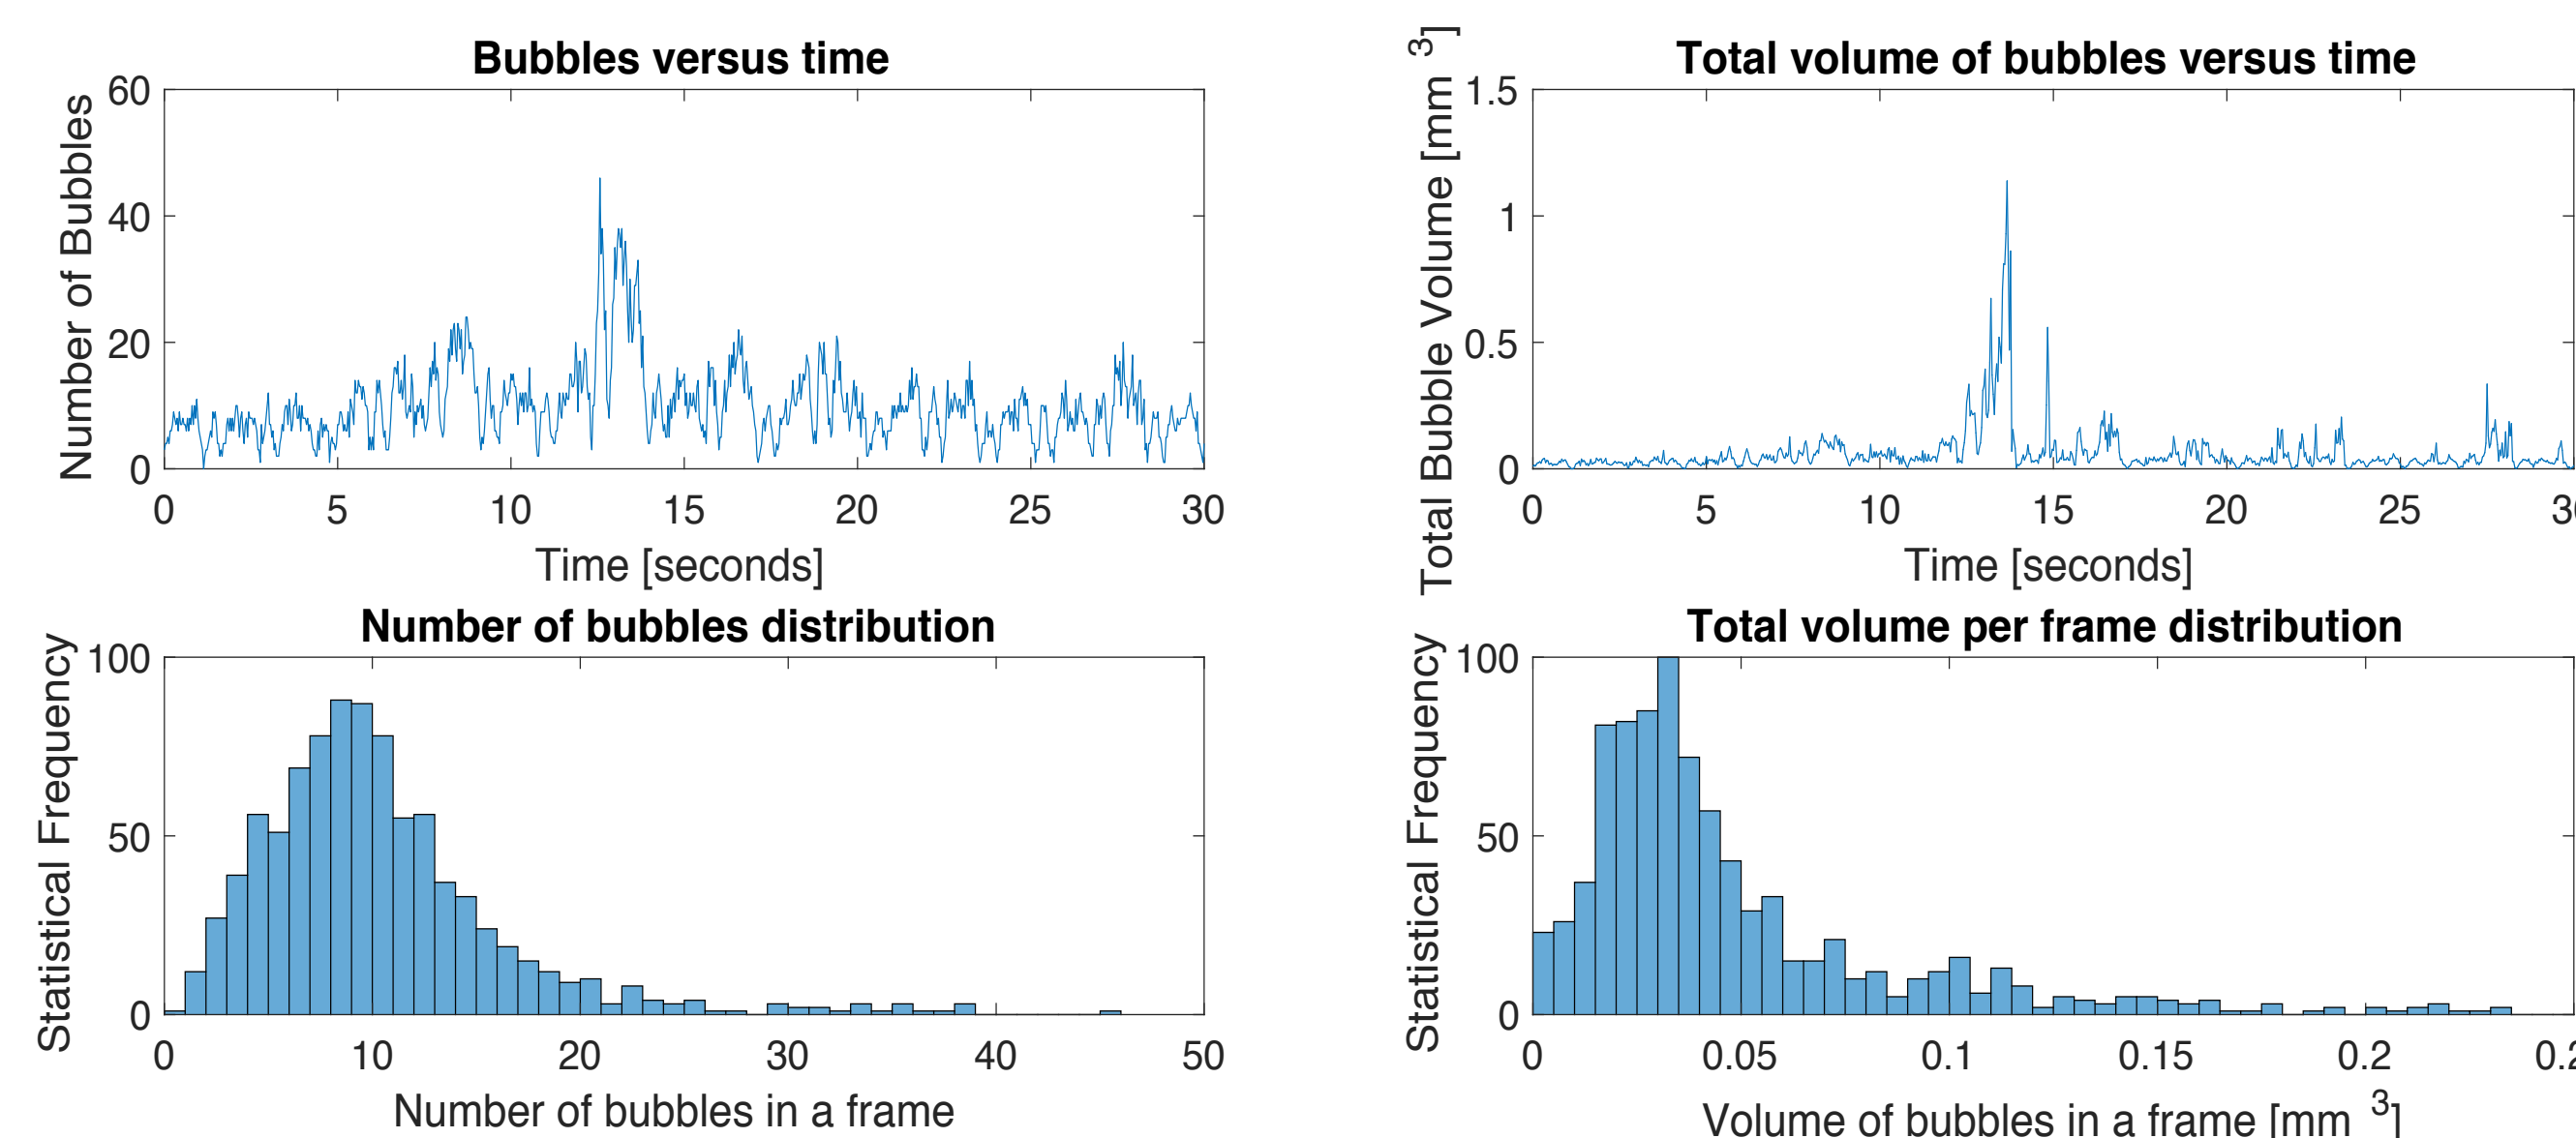 Bubbles versus time
Number of Bubbles
60
40
20
0
0 5 10 15 20 25 30
Time [seconds]
Total volume of bubbles versus time
Total Bubble Volume [mm 3]
1.5
1
0.5
0
0 5 10 15 20 25
Time [seconds]
Number of bubbles distribution
Statistical Frequency
100
50
0
0 10 20 30 40 50
Number of bubbles in a frame
Total volume per frame distribution
Statistical Frequency
100
50
0
0 0.05 0.1 0.15 0.2
Volume of bubbles in a frame [mm 3]